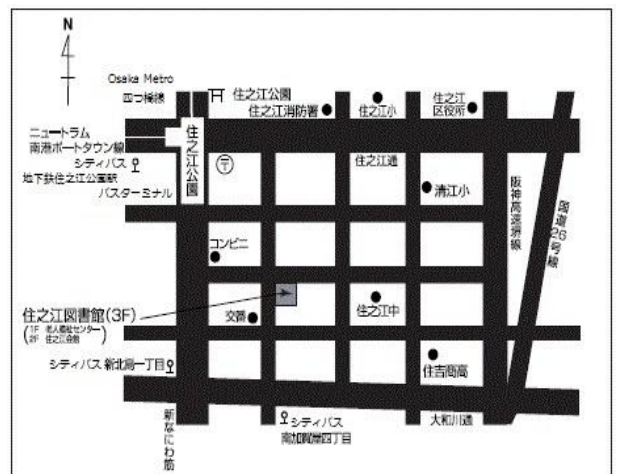 N
Osaka Metro
四つ橋線
住之江公園
住之江消防署
住之江小
住之江
区役所
ニュートラム
南港ポートタウン線
シティバス
地下鉄住之江公園駅
バスターミナル
住之江公園
〒
住之江通
清江小
阪神高速堺線
国道26号線
コンビニ
住之江図書館(3F)
(1F 老人福祉センター
2F 住之江会館)
交番
住之江中
シティバス 新北島一丁目
住吉商高
新なにわ筋
シティバス
南加賀屋四丁目
大和川通